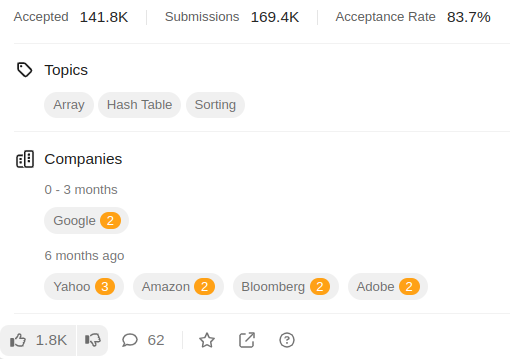 Accepted 141.8K Submissions 169.4K Acceptance Rate 83.7%
Topics
Array Hash Table Sorting
Companies
0 - 3 months
Google 2
6 months ago
Yahoo 3 Amazon 2 Bloomberg 2 Adobe 2
1.8K 62